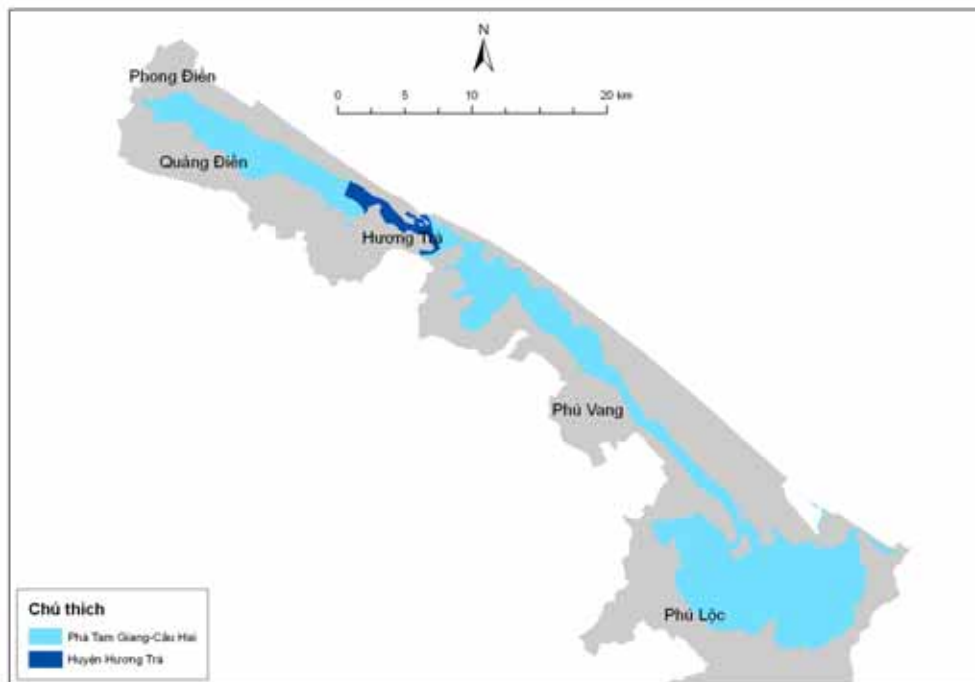 N
0 5 10 20 km
Phong Điền
Quảng Điền
Hương Trà
Phú Vang
Phú Lộc
Chú thích
Phá Tam Giang-Cầu Hai
Huyện Hương Trà